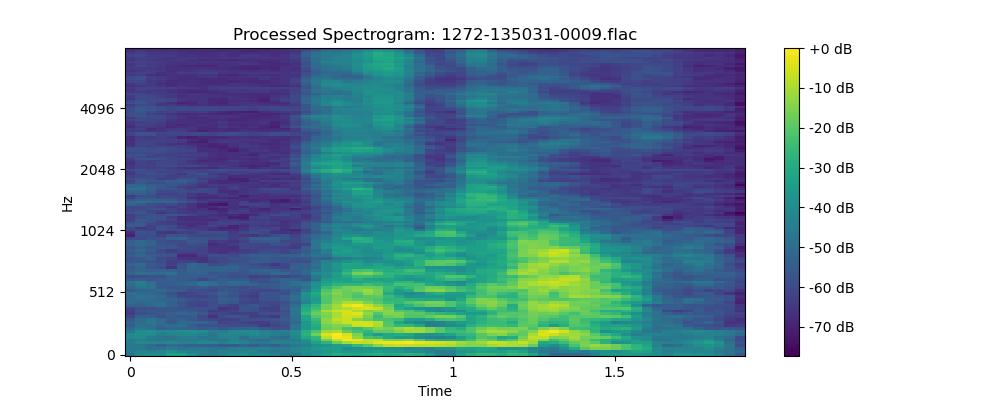 Processed Spectrogram: 1272-135031-0009.flac
+0 dB
-10 dB
4096
-20 dB
2048
-30 dB
Hz
-40 dB
1024
-50 dB
512
-60 dB
-70 dB
0
0 0.5 1 1.5
Time